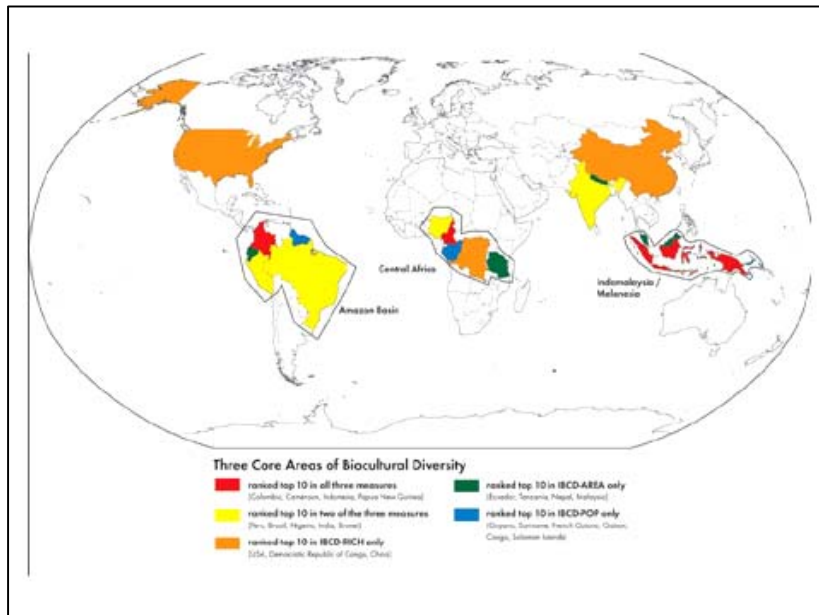 Central Africa
Amazon Basin
Indomalaysia /
Melanesia
Three Core Areas of Biocultural Diversity
ranked top 10 in all three measures
(Colombia, Cameroon, Indonesia, Papua New Guinea)
ranked top 10 in two of the three measures
(Peru, Brazil, Nigeria, India, Brunei)
ranked top 10 in IBCD-RICH only
(USA, Democratic Republic of Congo, China)
ranked top 10 in IBCD-AREA only
(Ecuador, Tanzania, Nepal, Malaysia)
ranked top 10 in IBCD-POP only
(Guyana, Suriname, French Guiana, Gabon,
Congo, Solomon Islands)